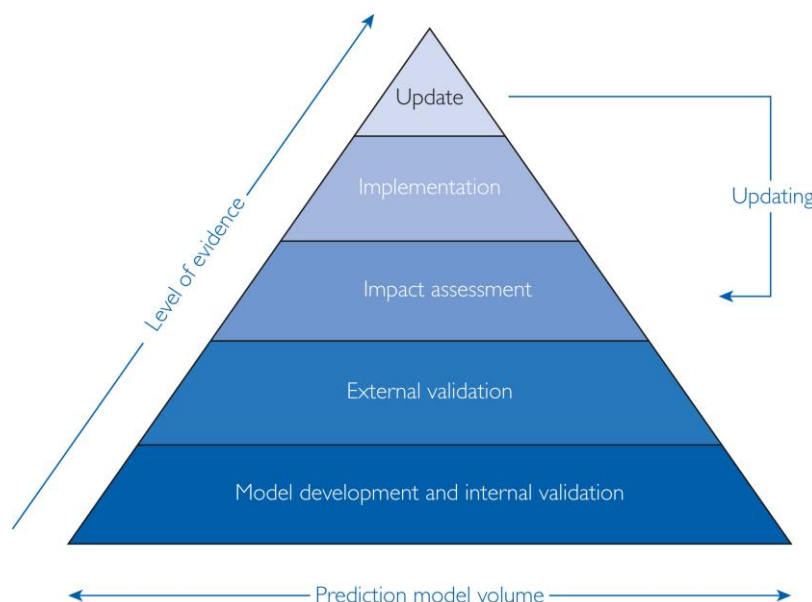 Update
Implementation
Impact assessment
External validation
Model development and internal validation
Level of evidence
Updating
Prediction model volume